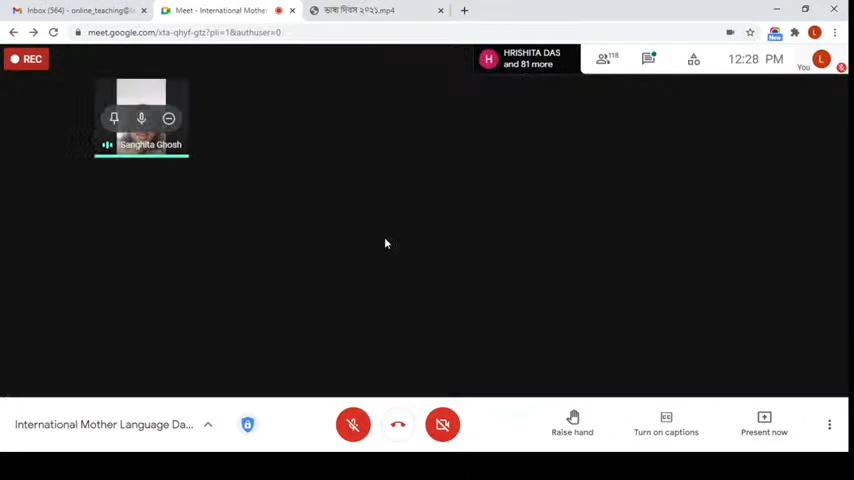 Inbox (564) - online_teaching@
Meet - International Mother
ভাষা দিবস ২০২১.mp4
meet.google.com/xta-qhyf-gtz?pli=1&authuser=0
New
L
REC
H
HRISHITA DAS
and 81 more
118
12:28 PM
You
L
Sanghita Ghosh
International Mother Language Da...
CC
Raise hand
Turn on captions
Present now